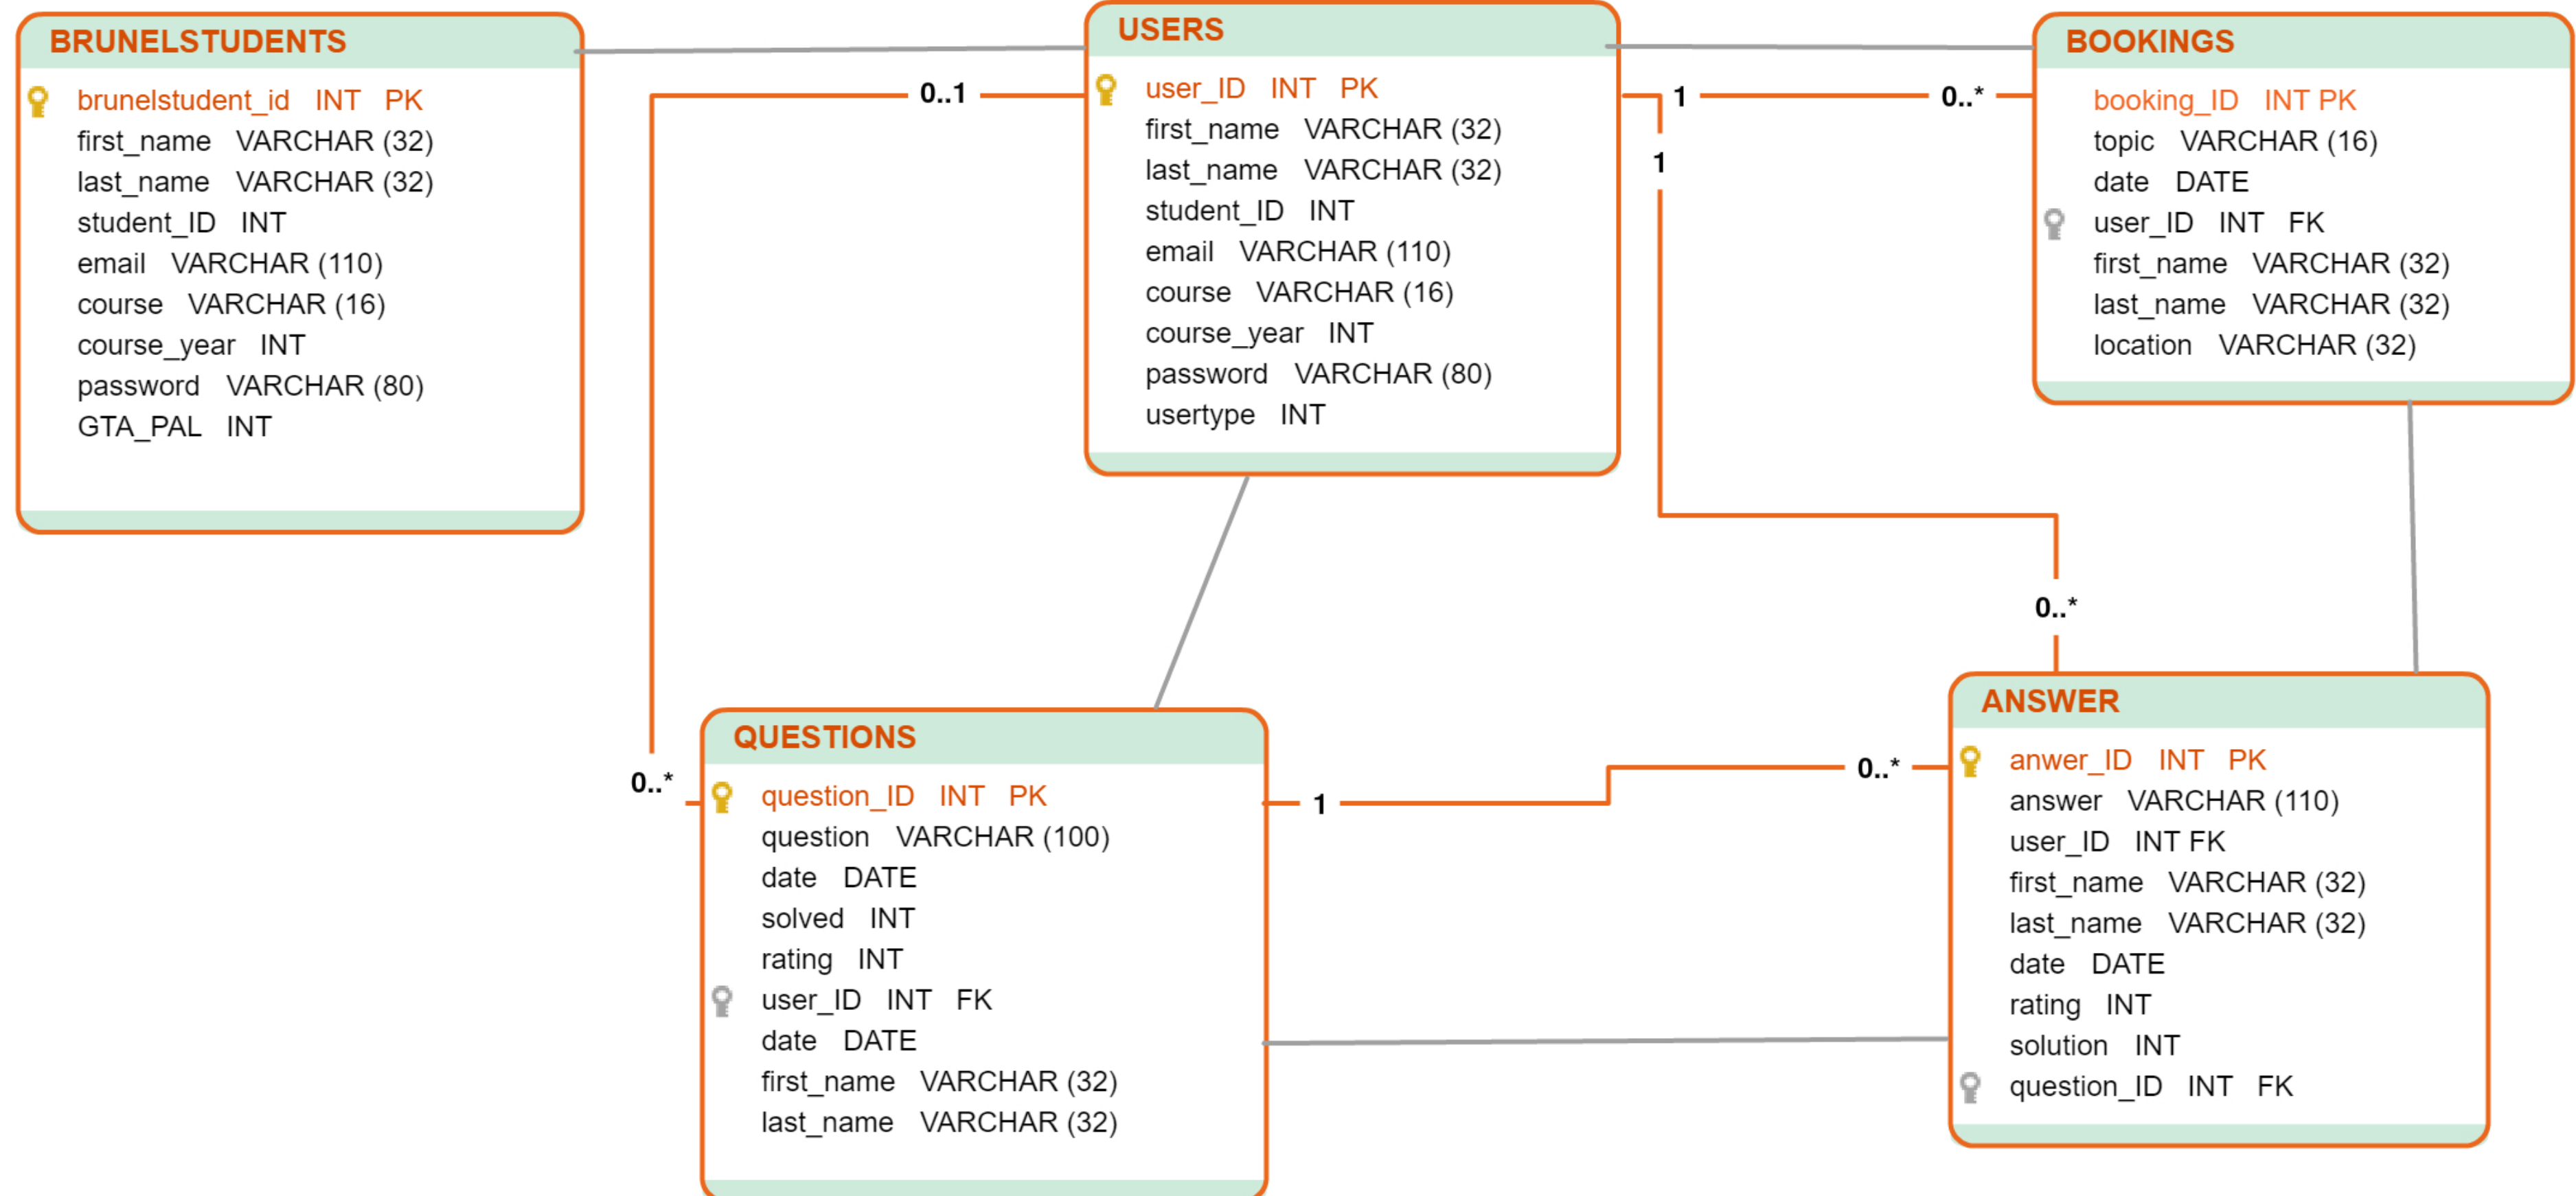 BRUNELSTUDENTS
brunelstudent_id INT PK
first_name VARCHAR (32)
last_name VARCHAR (32)
student_ID INT
email VARCHAR (110)
course VARCHAR (16)
course_year INT
password VARCHAR (80)
GTA_PAL INT
0..1
USERS
user_ID INT PK
first_name VARCHAR (32)
last_name VARCHAR (32)
student_ID INT
email VARCHAR (110)
course VARCHAR (16)
course_year INT
password VARCHAR (80)
usertype INT
1
0..*
1
BOOKINGS
booking_ID INT PK
topic VARCHAR (16)
date DATE
user_ID INT FK
first_name VARCHAR (32)
last_name VARCHAR (32)
location VARCHAR (32)
0..*
0..*
QUESTIONS
question_ID INT PK
question VARCHAR (100)
date DATE
solved INT
rating INT
user_ID INT FK
date DATE
first_name VARCHAR (32)
last_name VARCHAR (32)
1
0..*
ANSWER
anwer_ID INT PK
answer VARCHAR (110)
user_ID INT FK
first_name VARCHAR (32)
last_name VARCHAR (32)
date DATE
rating INT
solution INT
question_ID INT FK